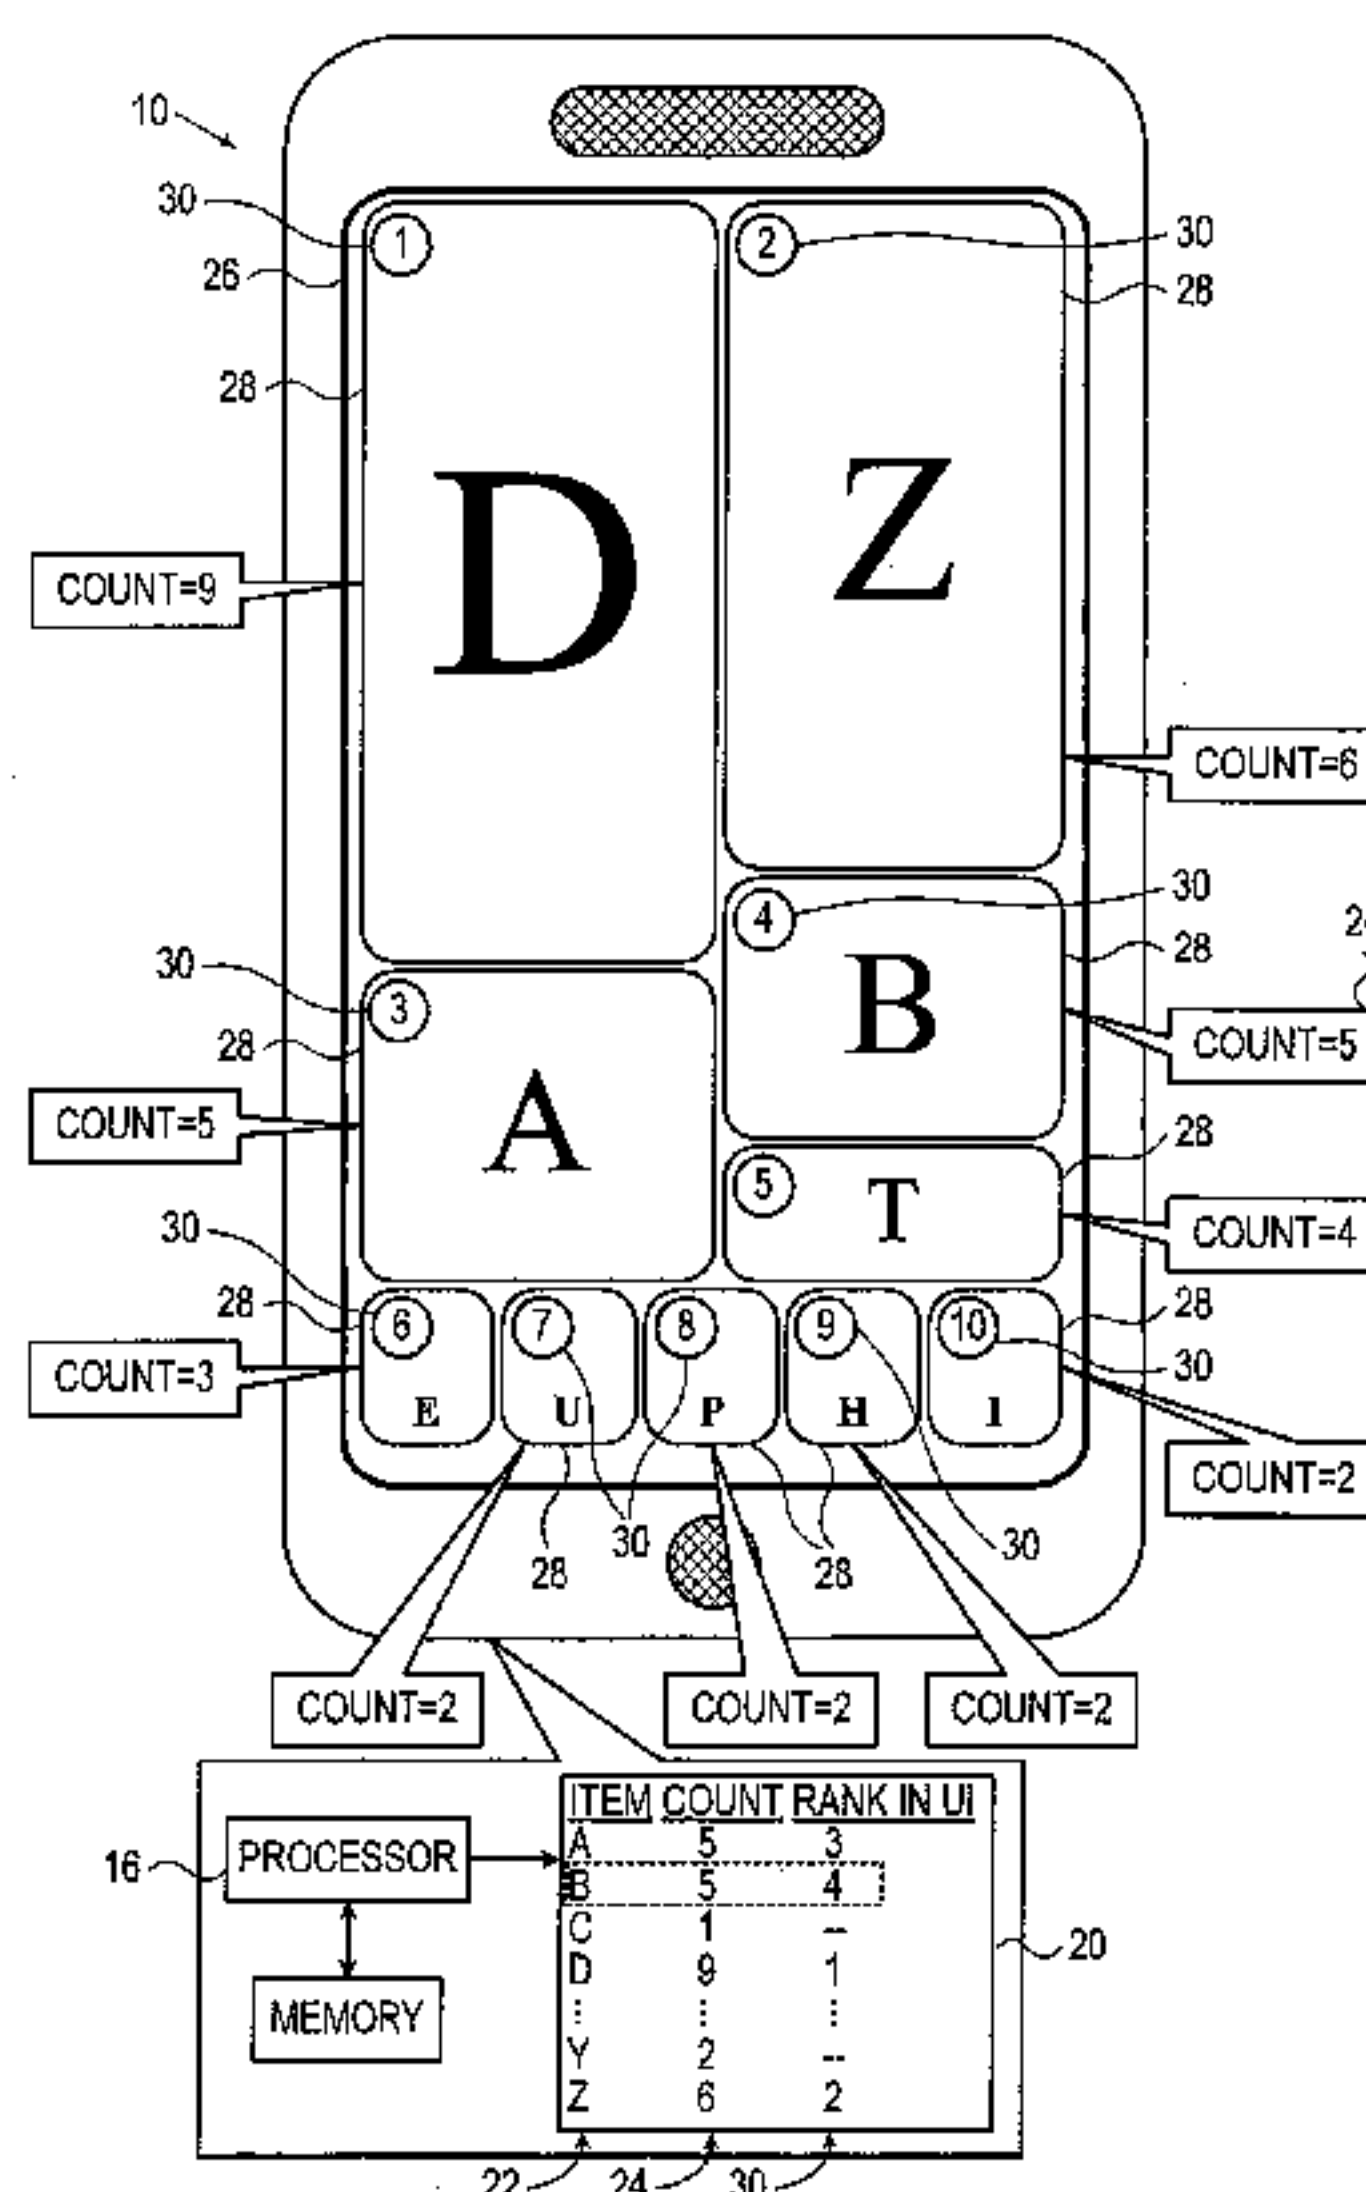 10
30
1
2
30
26
28
28
D
Z
COUNT=9
COUNT=6
30
4
30
28
3
B
28
A
COUNT=5
COUNT=5
28
5
T
30
COUNT=4
28
6
7
8
9
10
28
30
COUNT=3
E
U
P
H
I
COUNT=2
30
30
28
28
COUNT=2
COUNT=2
COUNT=2
ITEM COUNT RANK IN UI
A 5 3
16
PROCESSOR
B 5 4
C 1 --
20
D 9 1
MEMORY
⋮ ⋮ ⋮
Y 2 --
Z 6 2
22 24 30